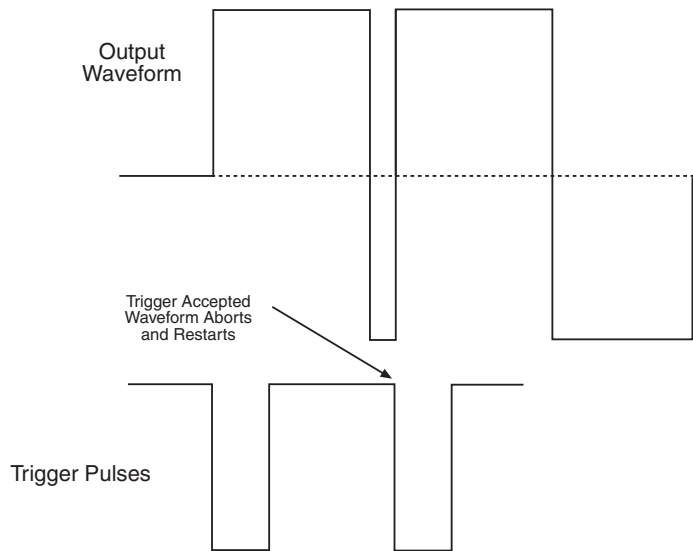 Output
Waveform
Trigger Accepted
Waveform Aborts
and Restarts
Trigger Pulses